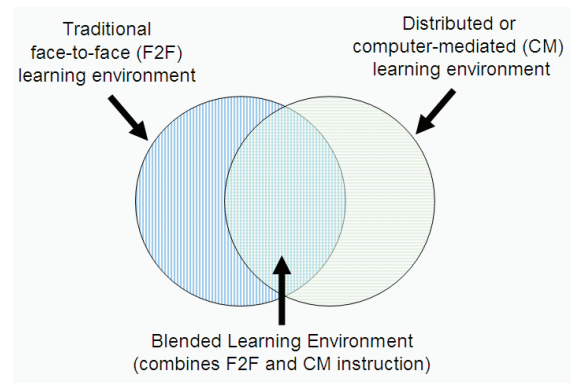 Traditional
face-to-face (F2F)
learning environment
Distributed or
computer-mediated (CM)
learning environment
Blended Learning Environment
(combines F2F and CM instruction)